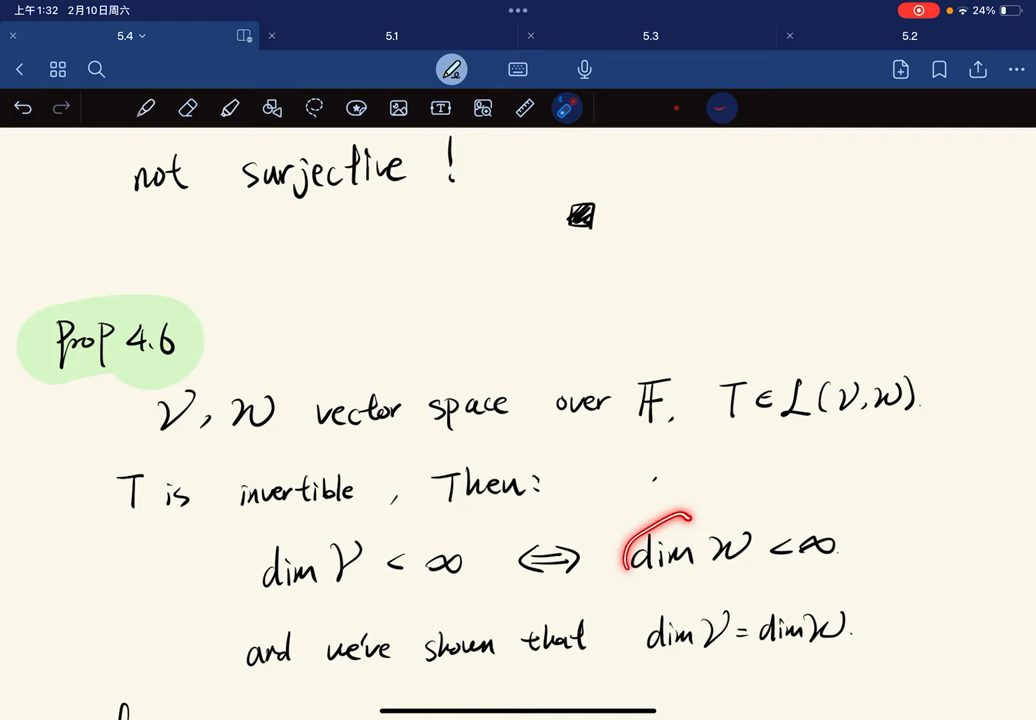 上午1:32 2月10日周六
24%
5.4
5.1
5.3
5.2
not surjective !
Prop 4.6
V, W vector space over 𝔽. T ∈ L(V,W).
T is invertible, Then:
dim V < ∞ ⟺ dim W < ∞.
and we've shown that dim V = dim W.